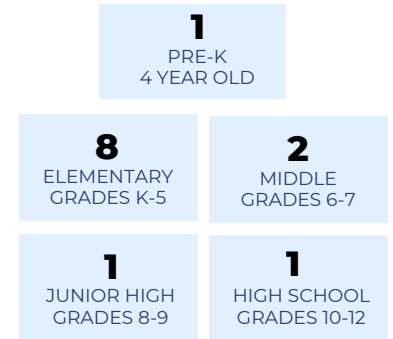 1
PRE-K
4 YEAR OLD
8
ELEMENTARY
GRADES K-5
2
MIDDLE
GRADES 6-7
1
JUNIOR HIGH
GRADES 8-9
1
HIGH SCHOOL
GRADES 10-12